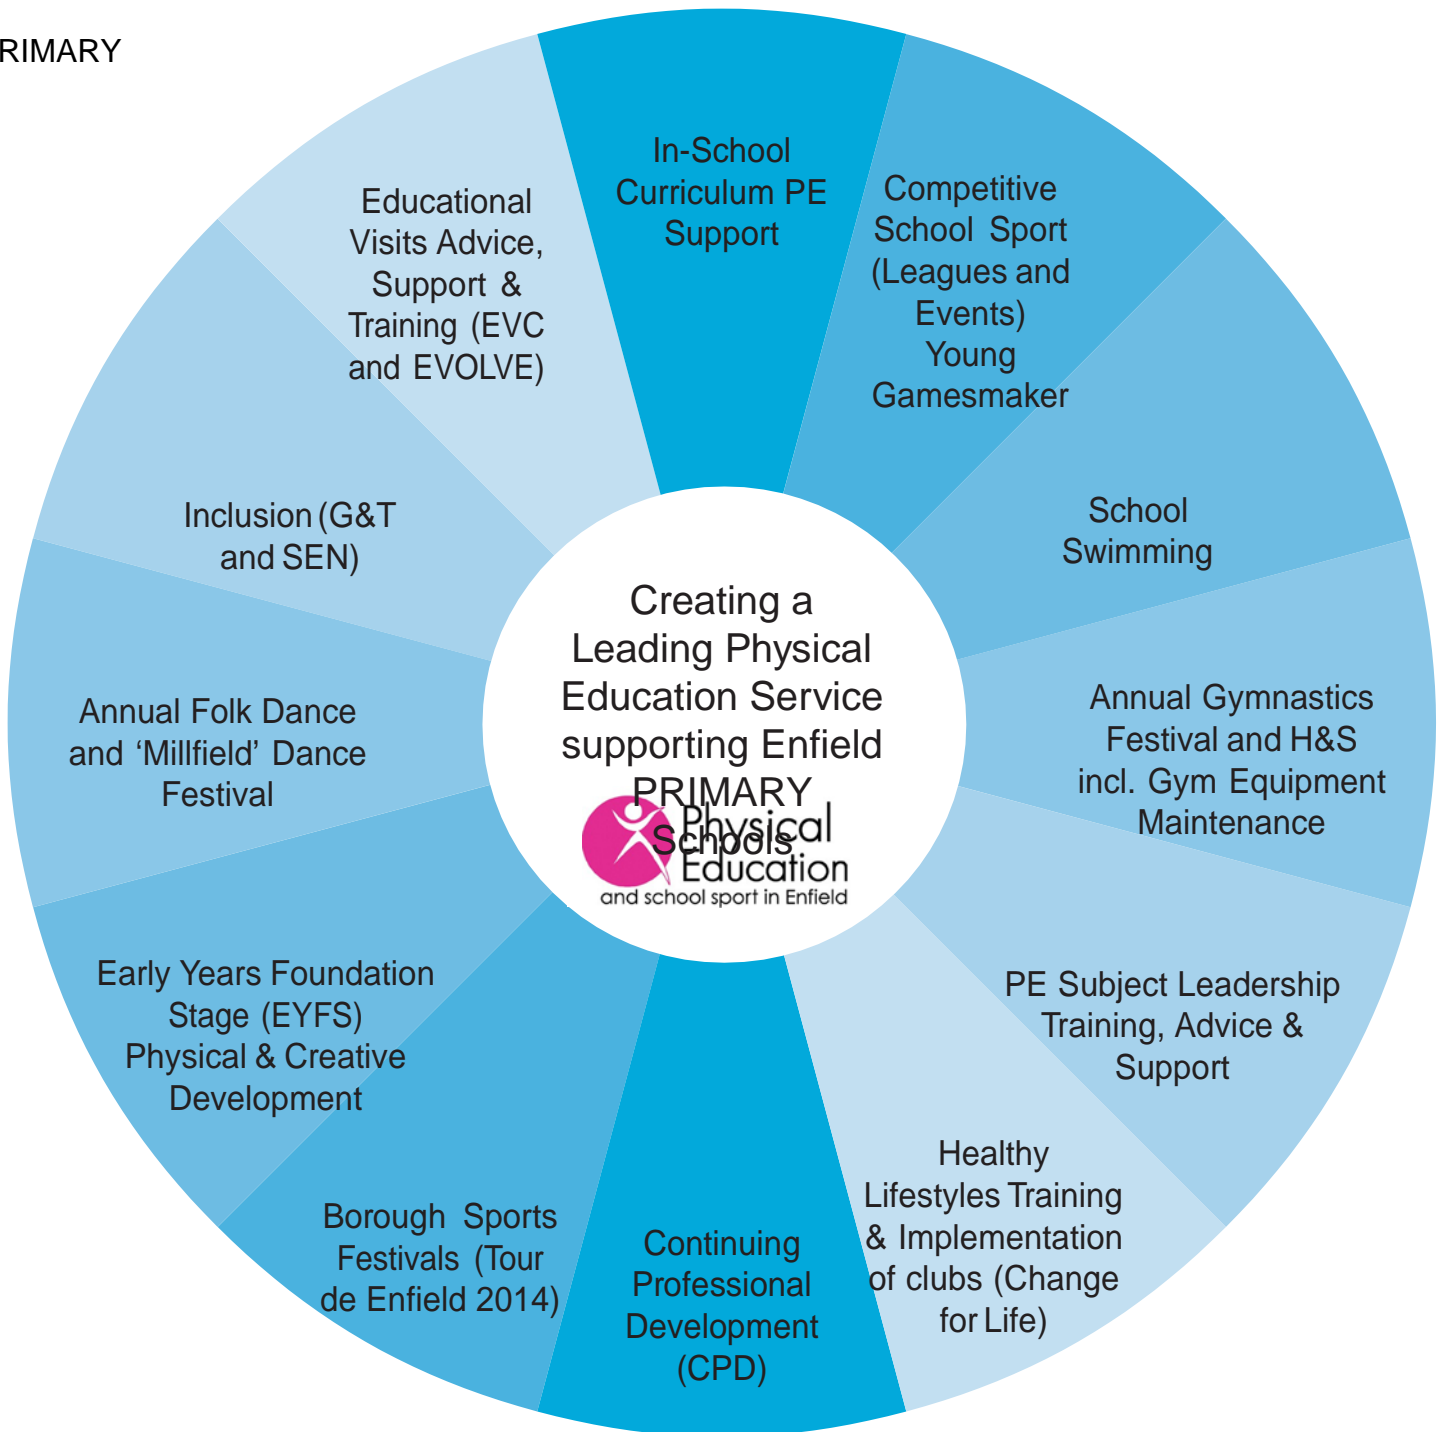 RIMARY
In-School
Curriculum PE
Support
Competitive
School Sport
(Leagues and
Events)
Young
Gamesmaker
School
Swimming
Annual Gymnastics
Festival and H&S
incl. Gym Equipment
Maintenance
PE Subject Leadership
Training, Advice &
Support
Healthy
Lifestyles Training
& Implementation
of clubs (Change
for Life)
Continuing
Professional
Development
(CPD)
Borough Sports
Festivals (Tour
de Enfield 2014)
Early Years Foundation
Stage (EYFS)
Physical & Creative
Development
Annual Folk Dance
and ‘Millfield’ Dance
Festival
Inclusion (G&T
and SEN)
Educational
Visits Advice,
Support &
Training (EVC
and EVOLVE)
Creating a
Leading Physical
Education Service
supporting Enfield
PRIMARY
Schools
Physical
Education
and school sport in Enfield